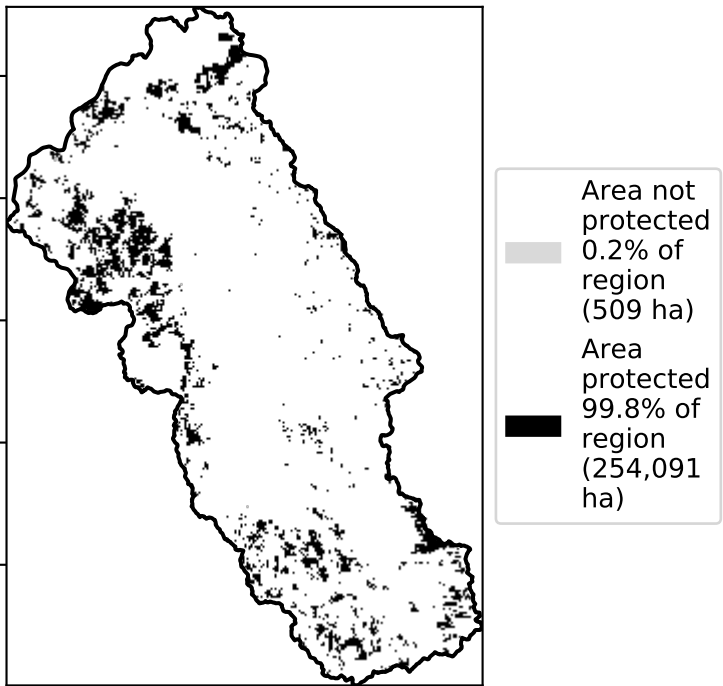 Area not
protected
0.2% of
region
(509 ha)
Area
protected
99.8% of
region
(254,091
ha)